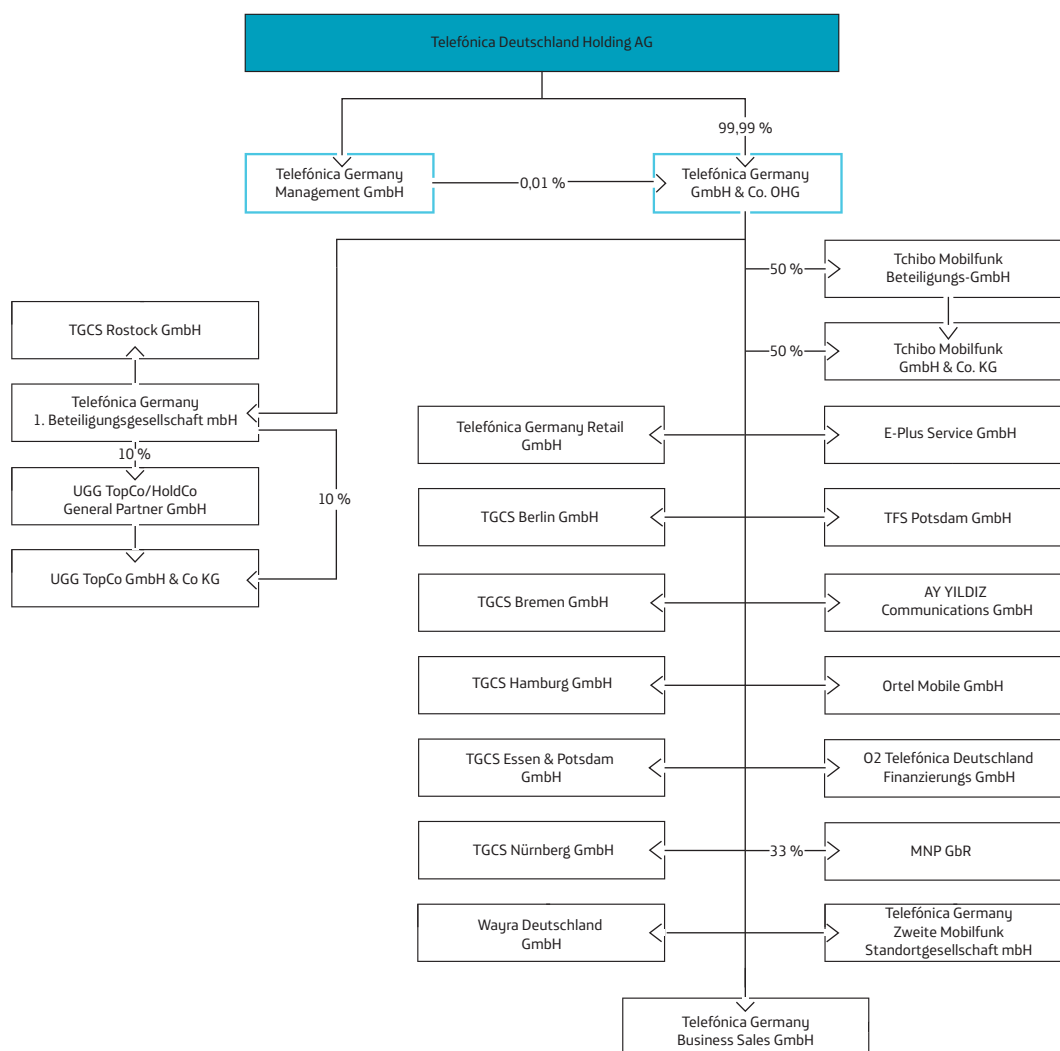 Telefónica Deutschland Holding AG
99,99 %
Telefónica Germany
Management GmbH
0,01 %
Telefónica Germany
GmbH & Co. OHG
50 %
Tchibo Mobilfunk
Beteiligungs-GmbH
TGCS Rostock GmbH
50 %
Tchibo Mobilfunk
GmbH & Co. KG
Telefónica Germany
1. Beteiligungsgesellschaft mbH
Telefónica Germany Retail
GmbH
E-Plus Service GmbH
10 %
UGG TopCo/HoldCo
General Partner GmbH
10 %
TGCS Berlin GmbH
TFS Potsdam GmbH
UGG TopCo GmbH & Co KG
TGCS Bremen GmbH
AY YILDIZ
Communications GmbH
TGCS Hamburg GmbH
Ortel Mobile GmbH
TGCS Essen & Potsdam
GmbH
O2 Telefónica Deutschland
Finanzierungs GmbH
TGCS Nürnberg GmbH
33 %
MNP GbR
Wayra Deutschland
GmbH
Telefónica Germany
Zweite Mobilfunk
Standortgesellschaft mbH
Telefónica Germany
Business Sales GmbH